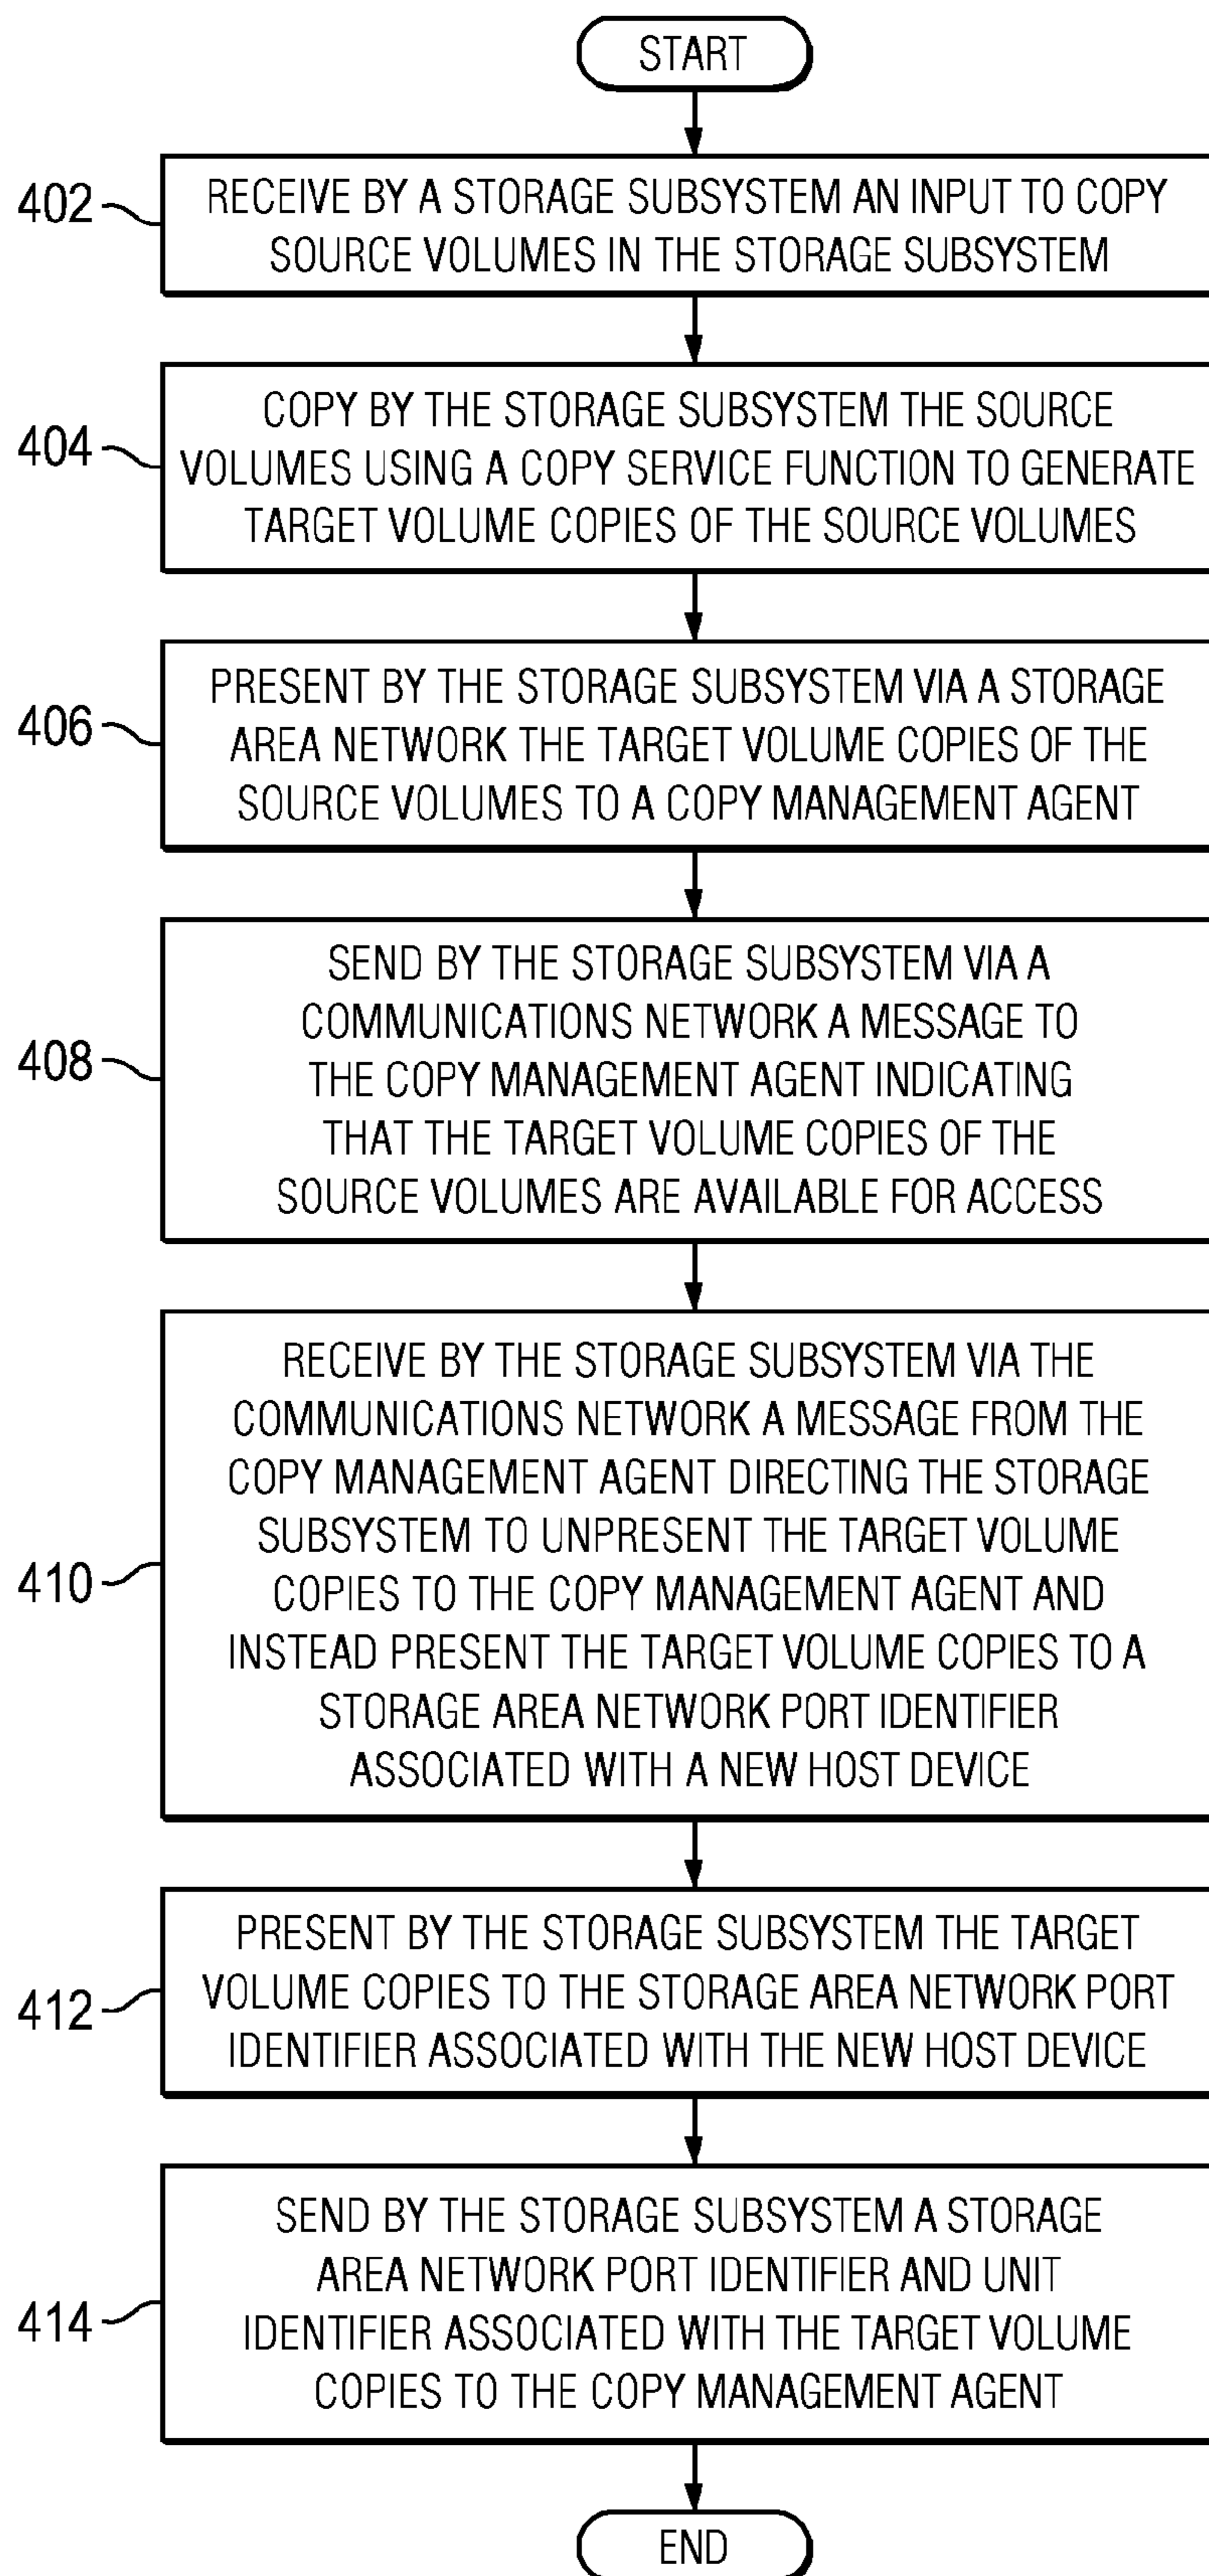 START
402
RECEIVE BY A STORAGE SUBSYSTEM AN INPUT TO COPY
SOURCE VOLUMES IN THE STORAGE SUBSYSTEM
404
COPY BY THE STORAGE SUBSYSTEM THE SOURCE
VOLUMES USING A COPY SERVICE FUNCTION TO GENERATE
TARGET VOLUME COPIES OF THE SOURCE VOLUMES
406
PRESENT BY THE STORAGE SUBSYSTEM VIA A STORAGE
AREA NETWORK THE TARGET VOLUME COPIES OF THE
SOURCE VOLUMES TO A COPY MANAGEMENT AGENT
408
SEND BY THE STORAGE SUBSYSTEM VIA A
COMMUNICATIONS NETWORK A MESSAGE TO
THE COPY MANAGEMENT AGENT INDICATING
THAT THE TARGET VOLUME COPIES OF THE
SOURCE VOLUMES ARE AVAILABLE FOR ACCESS
410
RECEIVE BY THE STORAGE SUBSYSTEM VIA THE
COMMUNICATIONS NETWORK A MESSAGE FROM THE
COPY MANAGEMENT AGENT DIRECTING THE STORAGE
SUBSYSTEM TO UNPRESENT THE TARGET VOLUME
COPIES TO THE COPY MANAGEMENT AGENT AND
INSTEAD PRESENT THE TARGET VOLUME COPIES TO A
STORAGE AREA NETWORK PORT IDENTIFIER
ASSOCIATED WITH A NEW HOST DEVICE
412
PRESENT BY THE STORAGE SUBSYSTEM THE TARGET
VOLUME COPIES TO THE STORAGE AREA NETWORK PORT
IDENTIFIER ASSOCIATED WITH THE NEW HOST DEVICE
414
SEND BY THE STORAGE SUBSYSTEM A STORAGE
AREA NETWORK PORT IDENTIFIER AND UNIT
IDENTIFIER ASSOCIATED WITH THE TARGET VOLUME
COPIES TO THE COPY MANAGEMENT AGENT
END